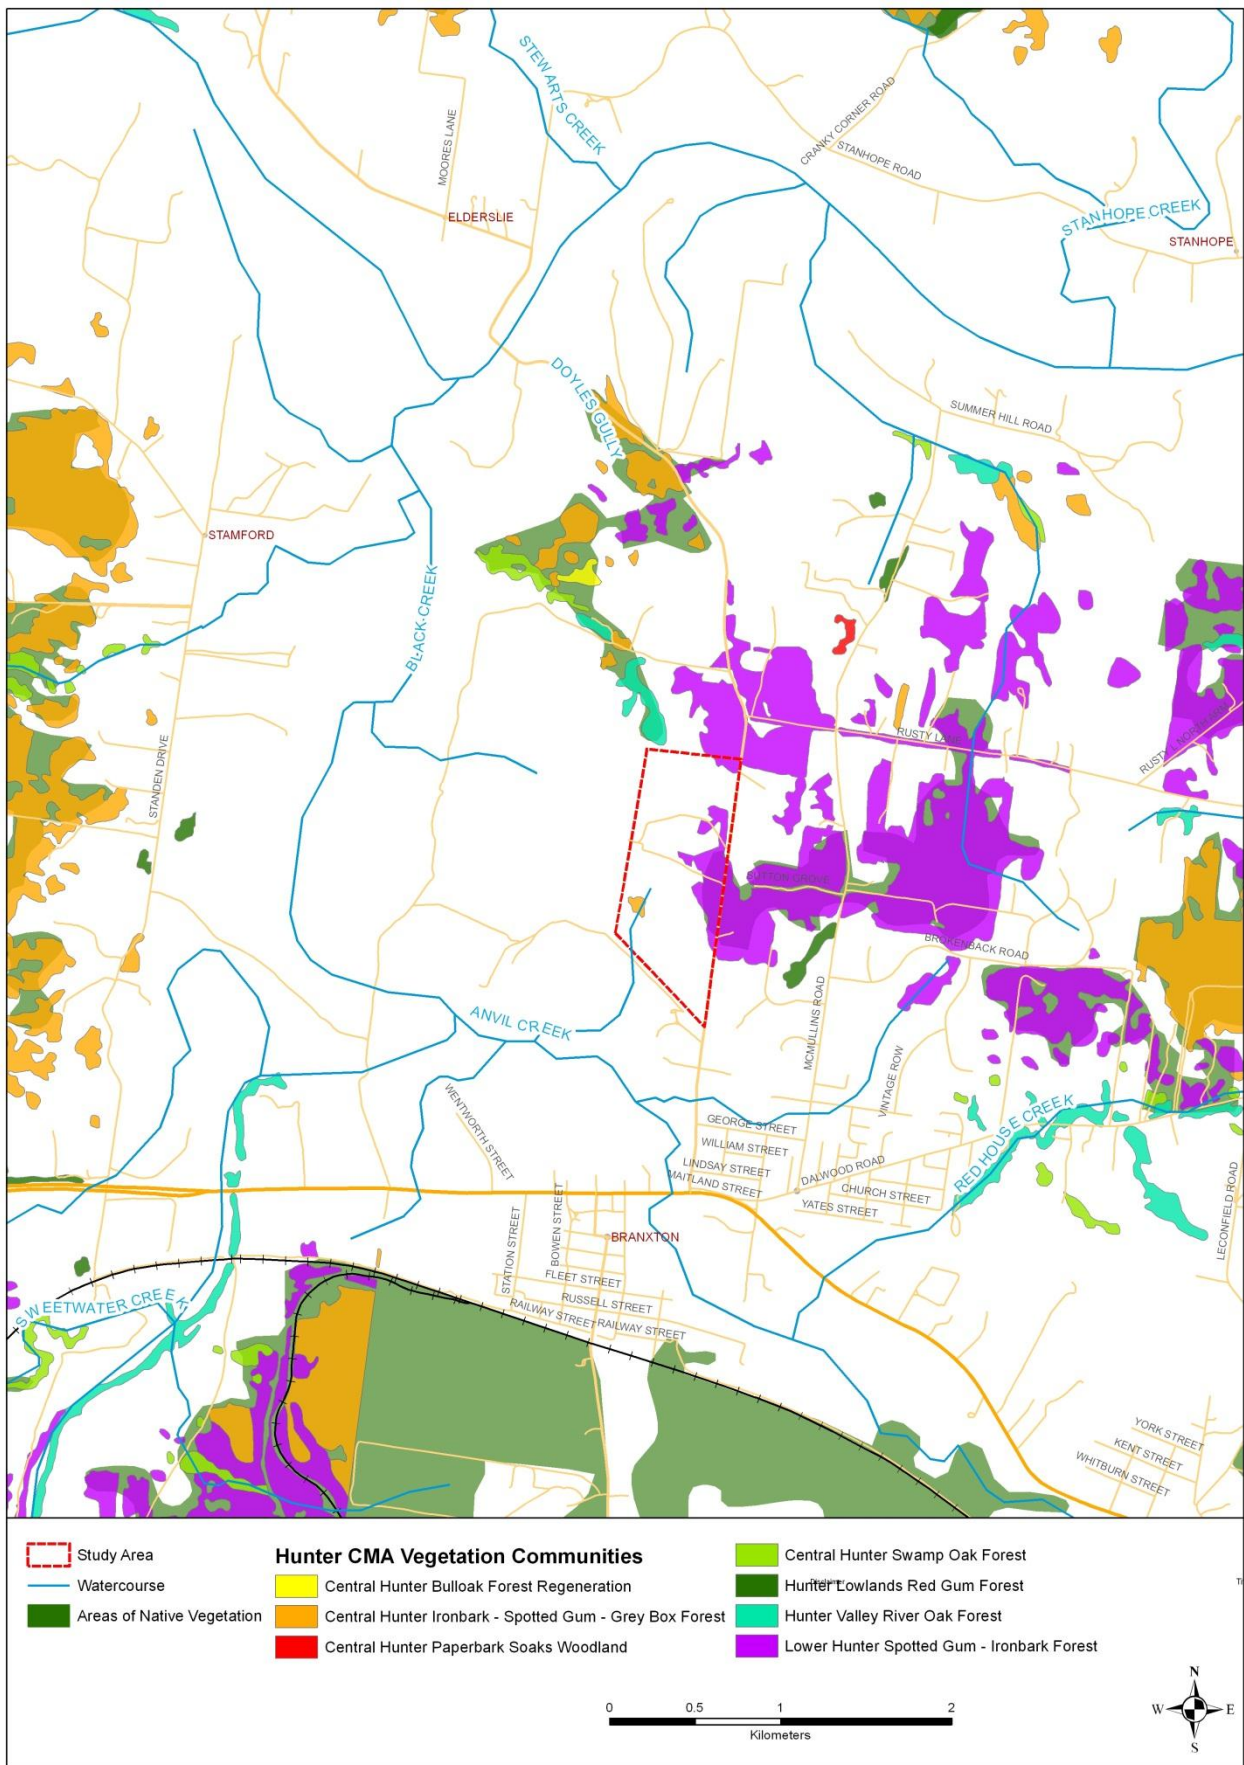 STEWARTS CREEK
CRANKY CORNER ROAD
MOORES LANE
STANHOPE ROAD
ELDERSLIE
STANHOPE CREEK
STANHOPE
DOYLES GULLY
SUMMER HILL ROAD
STAMFORD
BLACK CREEK
RUSTY LANE
STANDEN DRIVE
DUTTON GROVE
BROKENBACK ROAD
ANVIL CREEK
MCMULLINS ROAD
VINTAGE ROW
WENTWORTH STREET
GEORGE STREET
WILLIAM STREET
LINDSAY STREET
MAITLAND STREET
DALWOOD ROAD
CHURCH STREET
YATES STREET
RED HOUSE CREEK
LECONFIELD ROAD
STATION STREET
BOWEN STREET
BRANXTON
FLEET STREET
RUSSELL STREET
RAILWAY STREET
RAILWAY STREET
SWEETWATER CREEK
YORK STREET
KENT STREET
WHITBURN STREET
Study Area
Watercourse
Areas of Native Vegetation
Hunter CMA Vegetation Communities
Central Hunter Bulloak Forest Regeneration
Central Hunter Ironbark - Spotted Gum - Grey Box Forest
Central Hunter Paperbark Soaks Woodland
Central Hunter Swamp Oak Forest
Hunter Lowlands Red Gum Forest
Hunter Valley River Oak Forest
Lower Hunter Spotted Gum - Ironbark Forest
0 0.5 1 2
Kilometers
N
W E
S